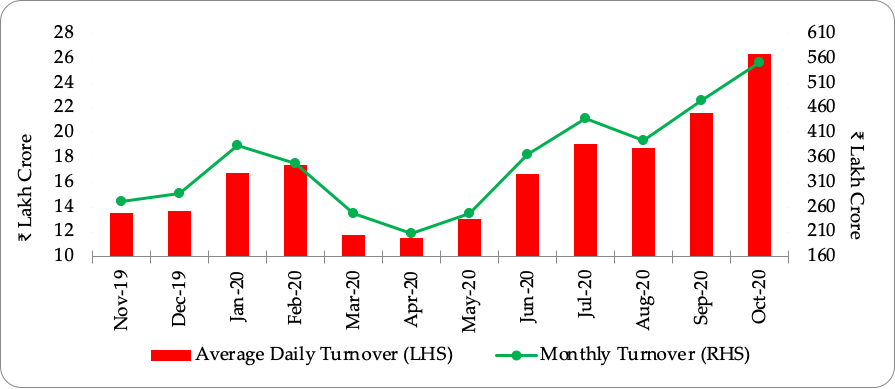 28
26
24
22
20
18
16
14
12
10
₹ Lakh Crore
610
560
510
460
410
360
310
260
210
160
₹ Lakh Crore
Nov-19
Dec-19
Jan-20
Feb-20
Mar-20
Apr-20
May-20
Jun-20
Jul-20
Aug-20
Sep-20
Oct-20
Average Daily Turnover (LHS)
Monthly Turnover (RHS)